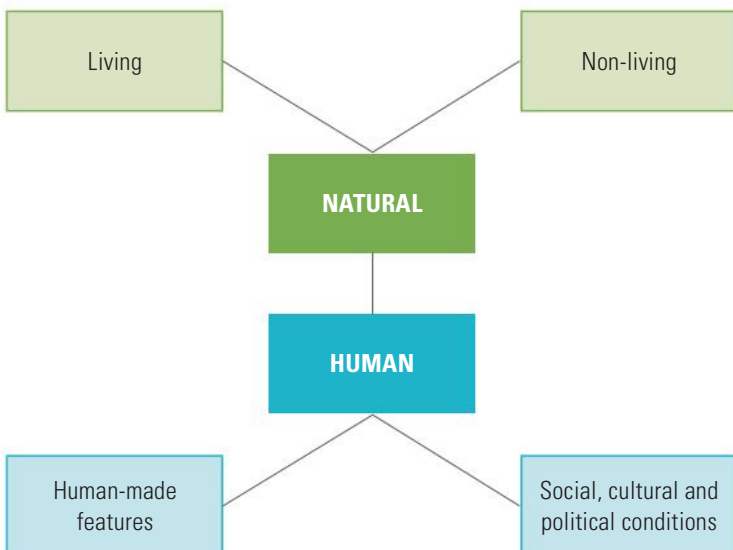 Living
Non-living
NATURAL
HUMAN
Human-made
features
Social, cultural and
political conditions